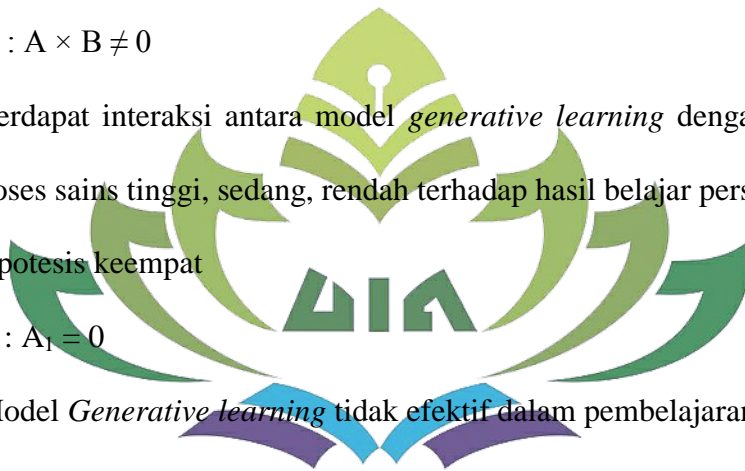 : A × B ≠ 0
erdapat interaksi antara model generative learning denga
oses sains tinggi, sedang, rendah terhadap hasil belajar pers
potesis keempat
UIN
: A₁ = 0
Model Generative learning tidak efektif dalam pembelajaran